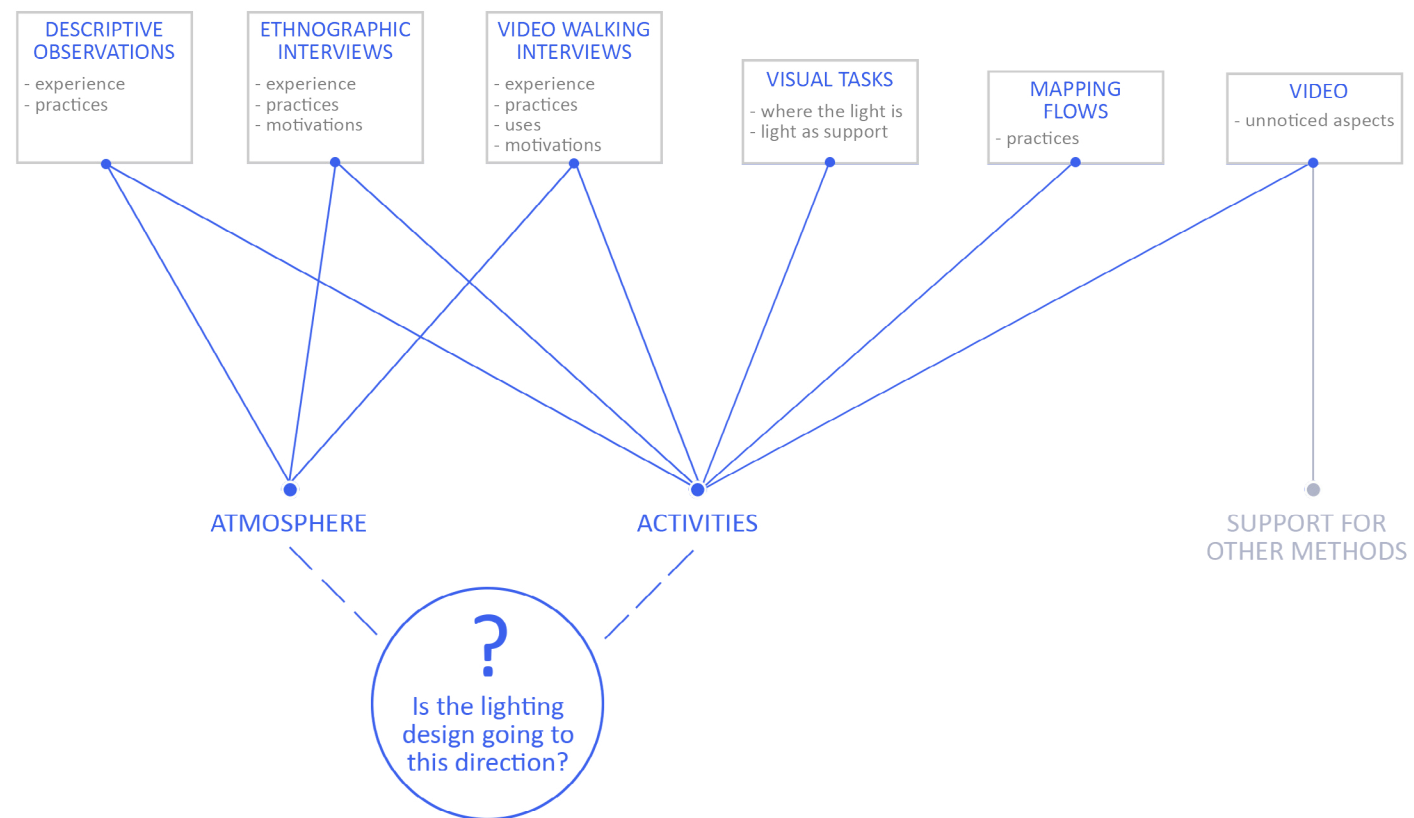 DESCRIPTIVE
OBSERVATIONS
- experience
- practices
ETHNOGRAPHIC
INTERVIEWS
- experience
- practices
- motivations
VIDEO WALKING
INTERVIEWS
- experience
- practices
- uses
- motivations
VISUAL TASKS
- where the light is
- light as support
MAPPING
FLOWS
- practices
VIDEO
- unnoticed aspects
ATMOSPHERE
ACTIVITIES
SUPPORT FOR
OTHER METHODS
?
Is the lighting
design going to
this direction?